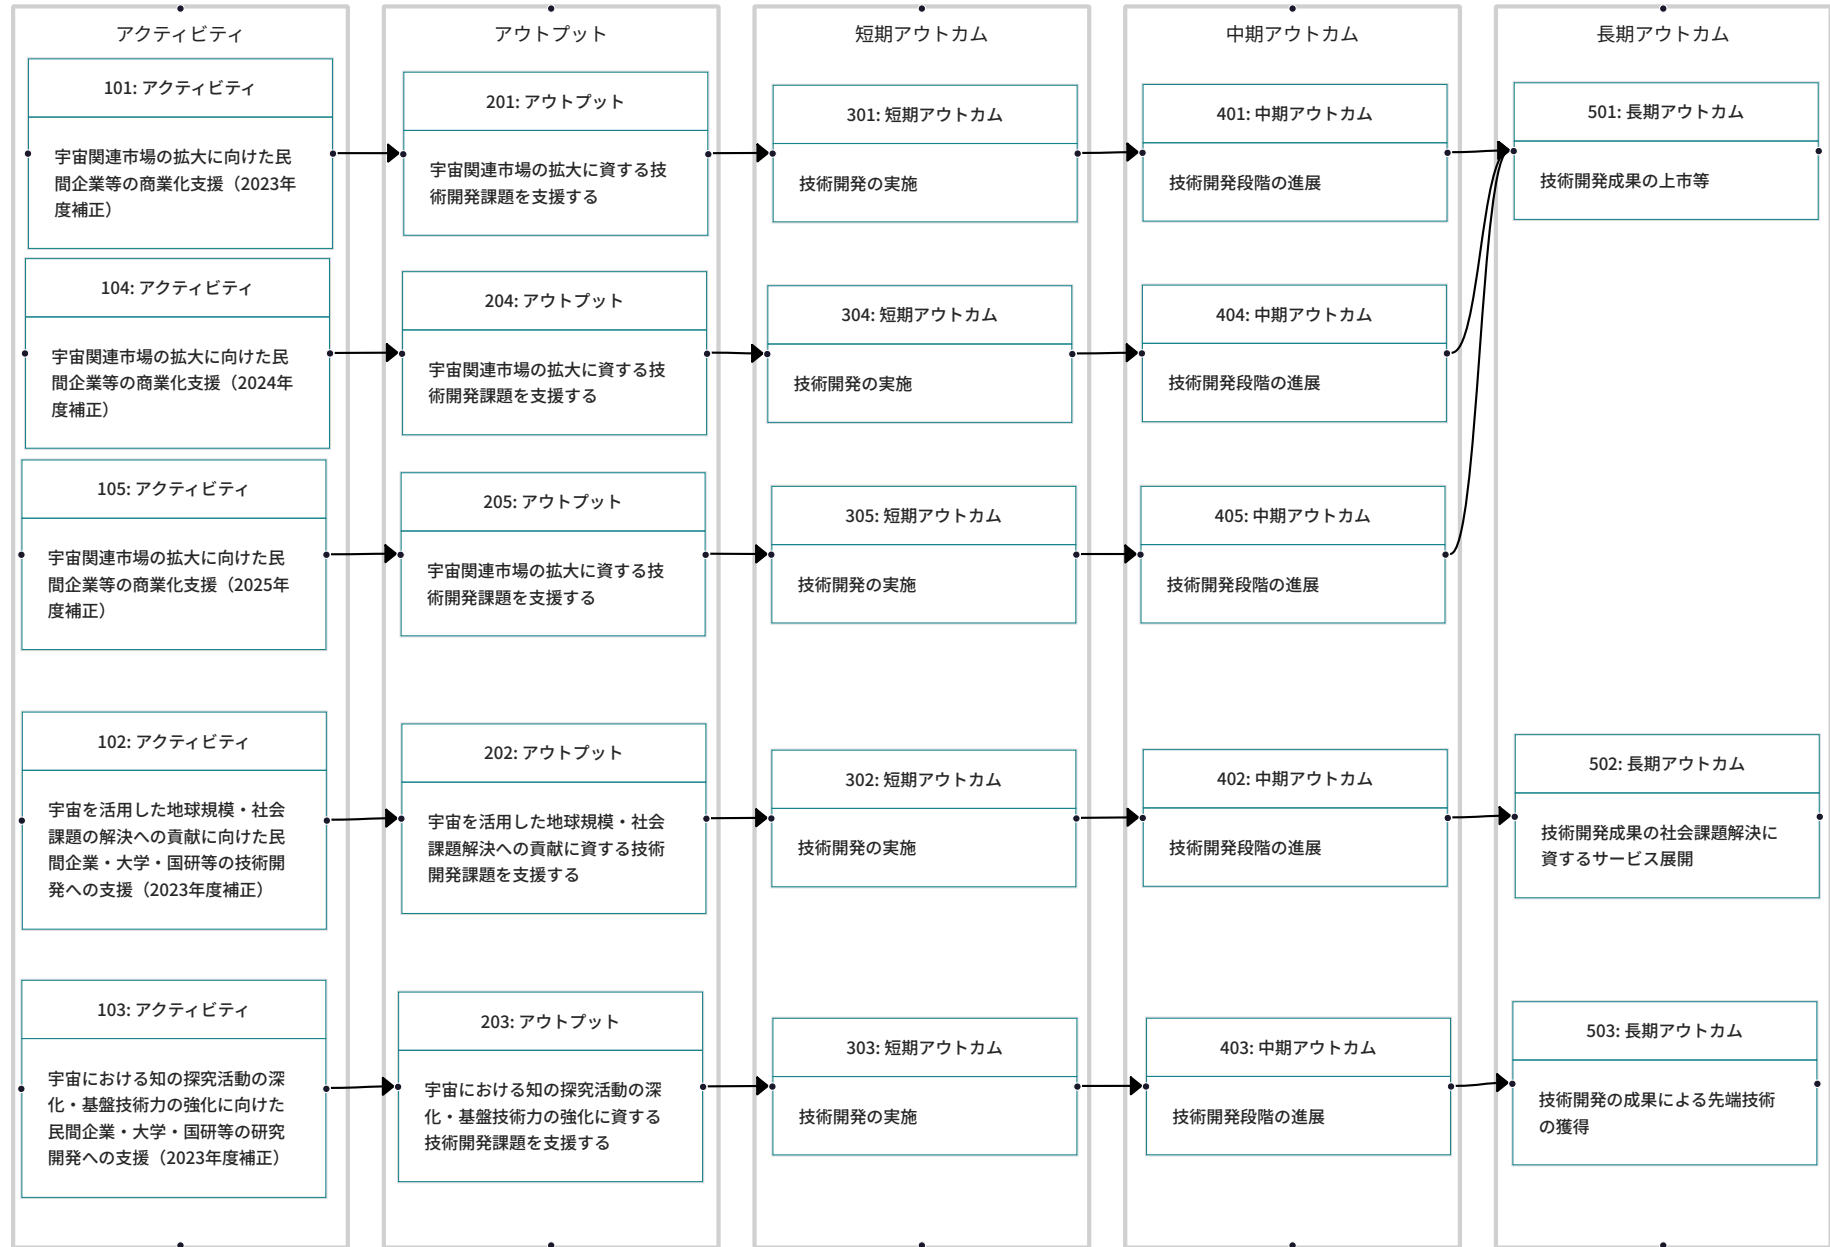 アクティビティ
アウトプット
短期アウトカム
中期アウトカム
長期アウトカム
101: アクティビティ
宇宙関連市場の拡大に向けた民
間企業等の商業化支援（2023年
度補正）
201: アウトプット
宇宙関連市場の拡大に資する技
術開発課題を支援する
301: 短期アウトカム
技術開発の実施
401: 中期アウトカム
技術開発段階の進展
501: 長期アウトカム
技術開発成果の上市等
104: アクティビティ
宇宙関連市場の拡大に向けた民
間企業等の商業化支援（2024年
度補正）
204: アウトプット
宇宙関連市場の拡大に資する技
術開発課題を支援する
304: 短期アウトカム
技術開発の実施
404: 中期アウトカム
技術開発段階の進展
105: アクティビティ
宇宙関連市場の拡大に向けた民
間企業等の商業化支援（2025年
度補正）
205: アウトプット
宇宙関連市場の拡大に資する技
術開発課題を支援する
305: 短期アウトカム
技術開発の実施
405: 中期アウトカム
技術開発段階の進展
102: アクティビティ
宇宙を活用した地球規模・社会
課題の解決への貢献に向けた民
間企業・大学・国研等の技術開
発への支援（2023年度補正）
202: アウトプット
宇宙を活用した地球規模・社会
課題解決への貢献に資する技術
開発課題を支援する
302: 短期アウトカム
技術開発の実施
402: 中期アウトカム
技術開発段階の進展
502: 長期アウトカム
技術開発成果の社会課題解決に
資するサービス展開
103: アクティビティ
宇宙における知の探究活動の深
化・基盤技術力の強化に向けた
民間企業・大学・国研等の研究
開発への支援（2023年度補正）
203: アウトプット
宇宙における知の探究活動の深
化・基盤技術力の強化に資する
技術開発課題を支援する
303: 短期アウトカム
技術開発の実施
403: 中期アウトカム
技術開発段階の進展
503: 長期アウトカム
技術開発の成果による先端技術
の獲得